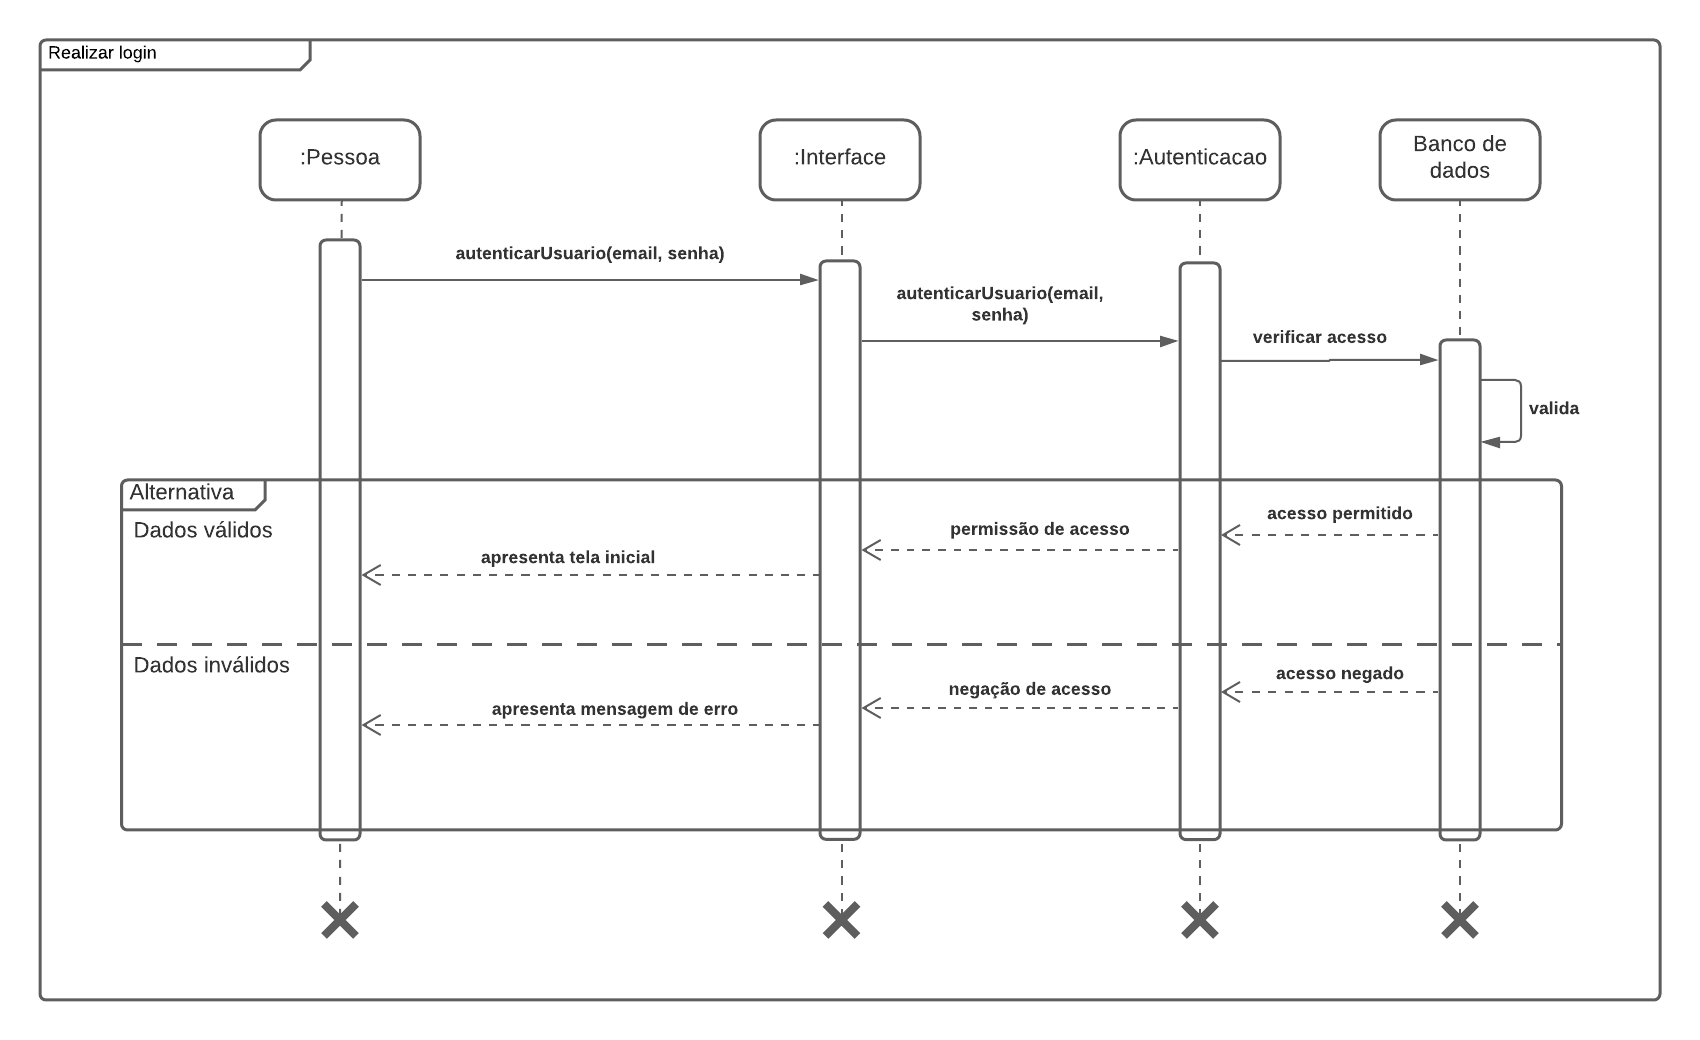 Realizar login
:Pessoa
:Interface
:Autenticacao
Banco de
dados
autenticarUsuario(email, senha)
autenticarUsuario(email,
senha)
verificar acesso
valida
Alternativa
Dados válidos
acesso permitido
permissão de acesso
apresenta tela inicial
Dados inválidos
acesso negado
negação de acesso
apresenta mensagem de erro